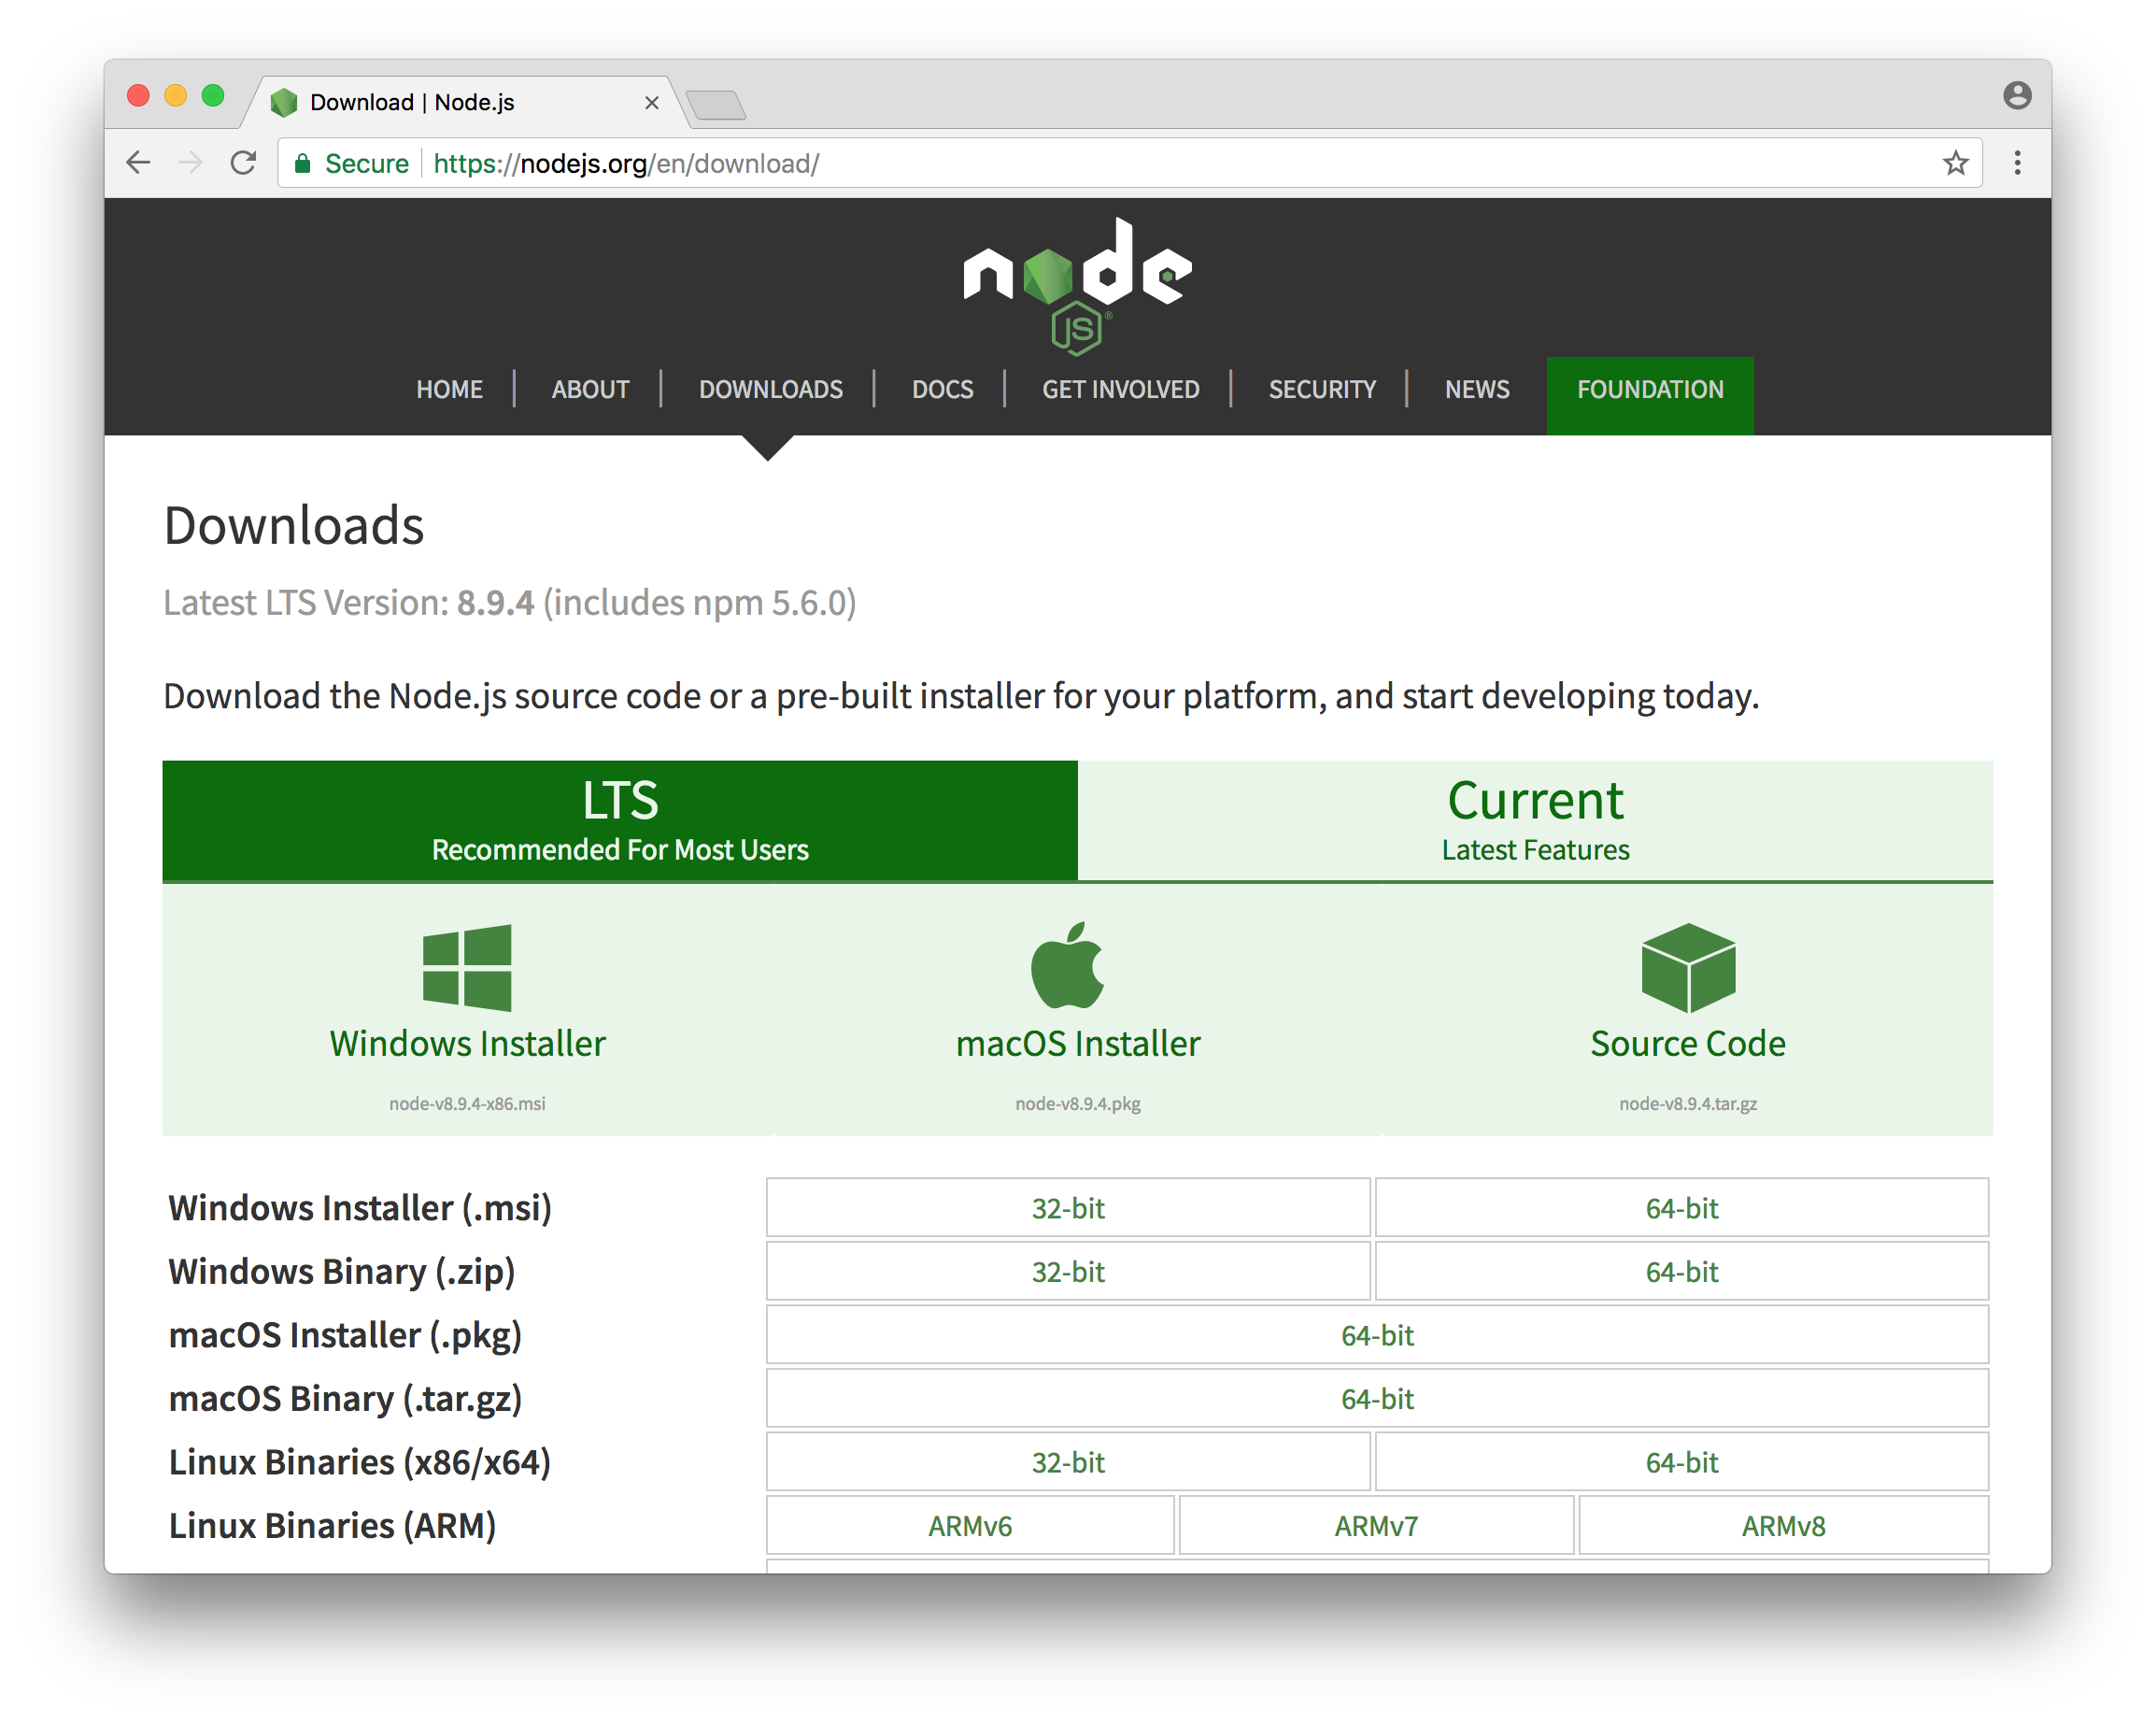 Download | Node.js
Secure https://nodejs.org/en/download/
node
JS®
HOME ABOUT DOWNLOADS DOCS GET INVOLVED SECURITY NEWS FOUNDATION
Downloads
Latest LTS Version: 8.9.4 (includes npm 5.6.0)
Download the Node.js source code or a pre-built installer for your platform, and start developing today.
LTS Current
Recommended For Most Users Latest Features
Windows Installer macOS Installer Source Code
node-v8.9.4-x86.msi node-v8.9.4.pkg node-v8.9.4.tar.gz
Windows Installer (.msi) 32-bit 64-bit
Windows Binary (.zip) 32-bit 64-bit
macOS Installer (.pkg) 64-bit
macOS Binary (.tar.gz) 64-bit
Linux Binaries (x86/x64) 32-bit 64-bit
Linux Binaries (ARM) ARMv6 ARMv7 ARMv8